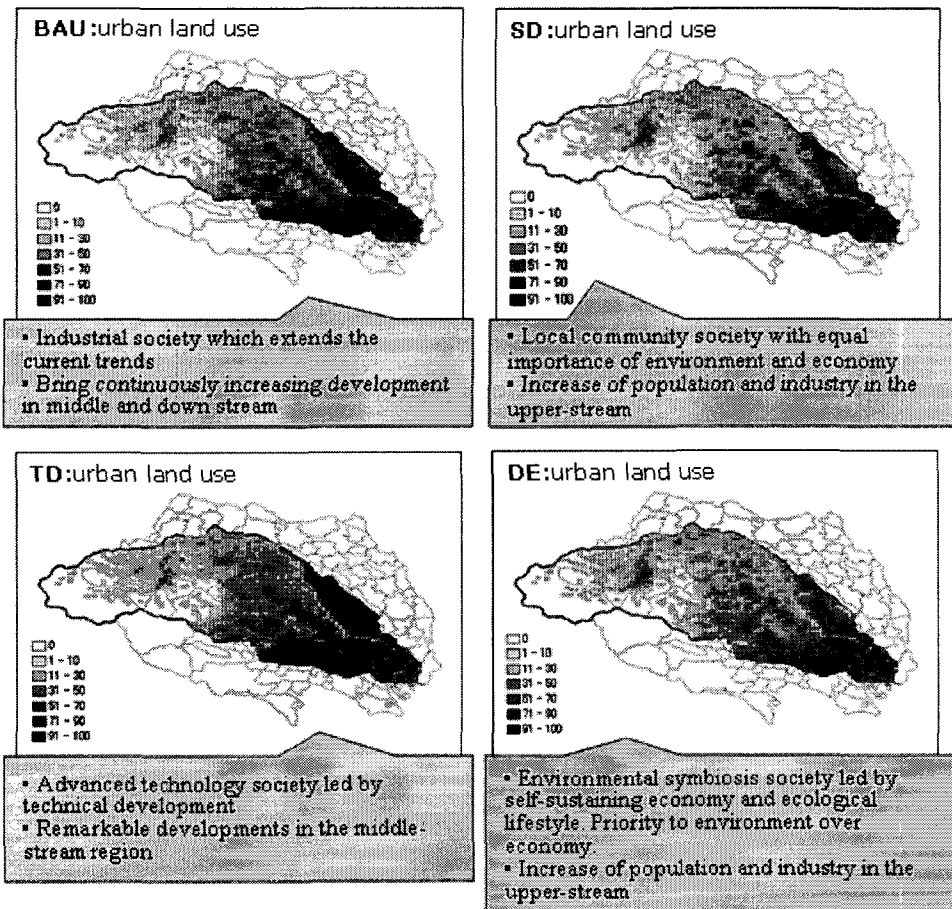 BAU:urban land use
0
1 - 10
11 - 30
31 - 50
51 - 70
71 - 90
91 - 100
▪ Industrial society which extends the
current trends
▪ Bring continuously increasing development
in middle and down stream
SD:urban land use
0
1 - 10
11 - 30
31 - 50
51 - 70
71 - 90
91 - 100
▪ Local community society with equal
importance of environment and economy
▪ Increase of population and industry in the
upper-stream
TD:urban land use
0
1 - 10
11 - 30
31 - 50
51 - 70
71 - 90
91 - 100
▪ Advanced technology society led by
technical development
▪ Remarkable developments in the middle-
stream region
DE:urban land use
0
1 - 10
11 - 30
31 - 50
51 - 70
71 - 90
91 - 100
▪ Environmental symbiosis society led by
self-sustaining economy and ecological
lifestyle. Priority to environment over
economy.
▪ Increase of population and industry in the
upper-stream